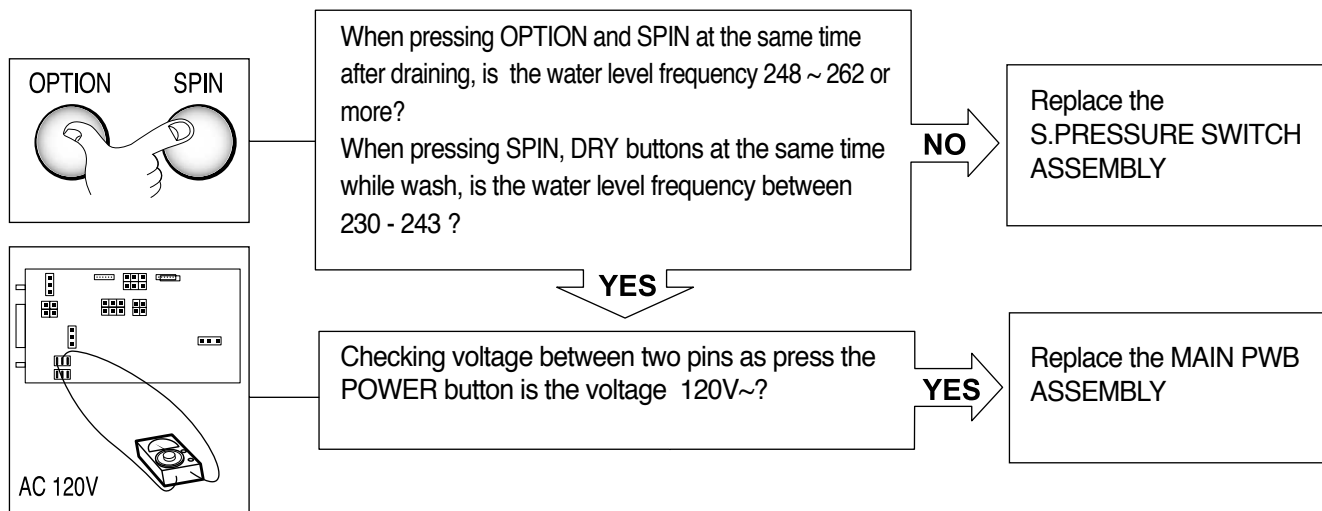 OPTION SPIN
When pressing OPTION and SPIN at the same time
after draining, is the water level frequency 248 ~ 262 or
more?
When pressing SPIN, DRY buttons at the same time
while wash, is the water level frequency between
230 - 243 ?
NO
Replace the
S.PRESSURE SWITCH
ASSEMBLY
YES
AC 120V
Checking voltage between two pins as press the
POWER button is the voltage 120V~?
YES
Replace the MAIN PWB
ASSEMBLY